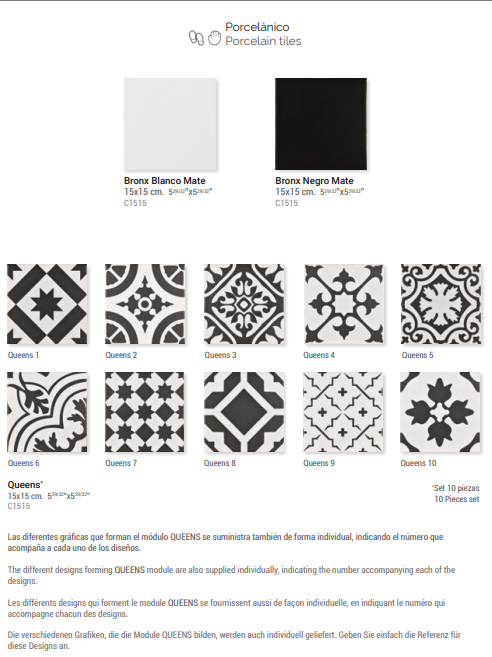 Porcelánico
Porcelain tiles
Bronx Blanco Mate
15x15 cm. 5 29/32"x5 29/32"
C1515
Bronx Negro Mate
15x15 cm. 5 29/32"x5 29/32"
C1515
Queens 1
Queens 2
Queens 3
Queens 4
Queens 5
Queens 6
Queens 7
Queens 8
Queens 9
Queens 10
Queens*
15x15 cm. 5 29/32"x5 29/32"
C1515
*Set 10 piezas
10 Pieces set
Las diferentes gráficas que forman el módulo QUEENS se suministra también de forma individual, indicando el número que
acompaña a cada uno de los diseños.
The different designs forming QUEENS module are also supplied individually, indicating the number accompanying each of the
designs.
Les différents designs qui forment le module QUEENS se fournissent aussi de façon individuelle, en indiquant le numéro qui
accompagne chacun des designs.
Die verschiedenen Grafiken, die die Module QUEENS bilden, werden auch individuell geliefert. Geben Sie einfach die Referenz für
diese Designs an.